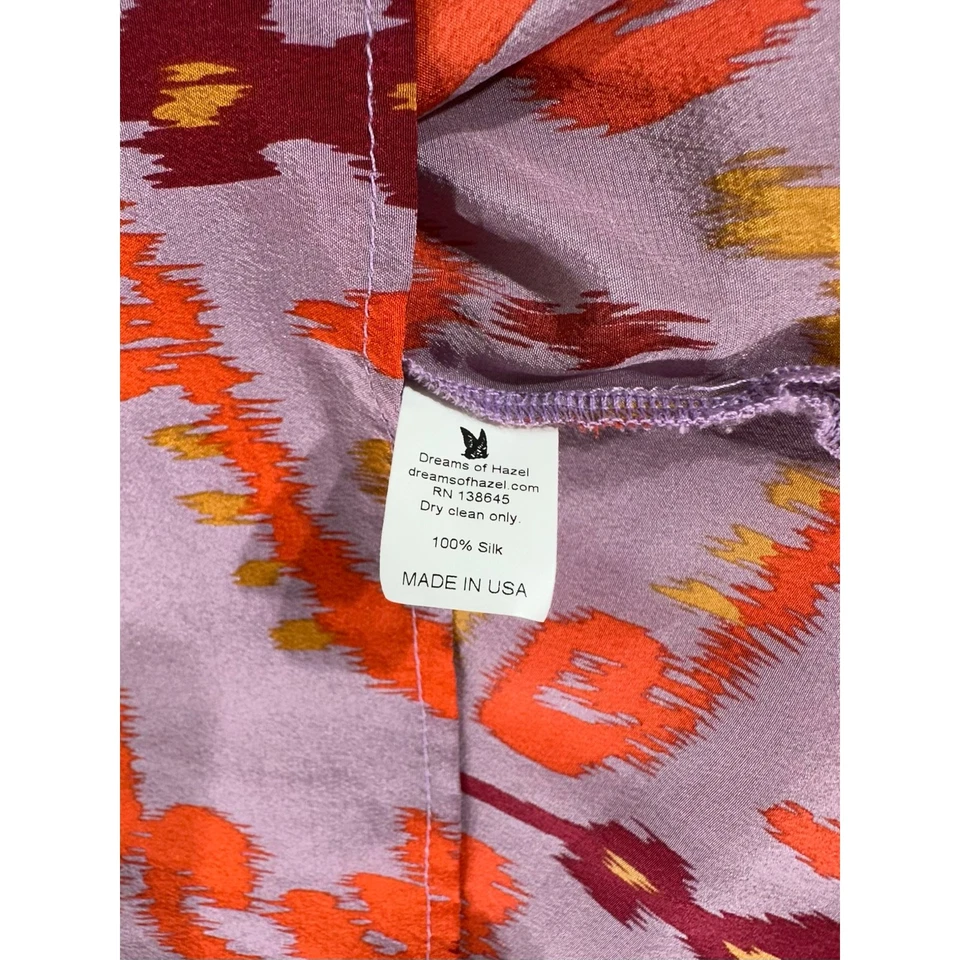 Dreams of Hazel
dreamsofhazel.com
RN 138645
Dry clean only.
100% Silk
MADE IN USA